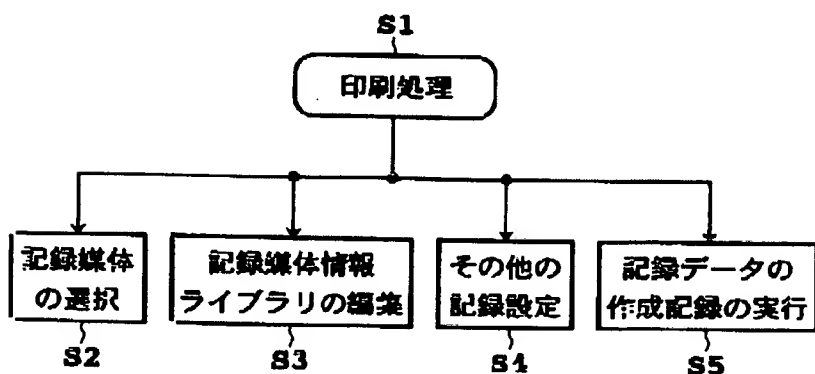 S1
印刷処理
記録媒体
の選択
記録媒体情報
ライブラリの編集
その他の
記録設定
記録データの
作成記録の実行
S2
S3
S4
S5